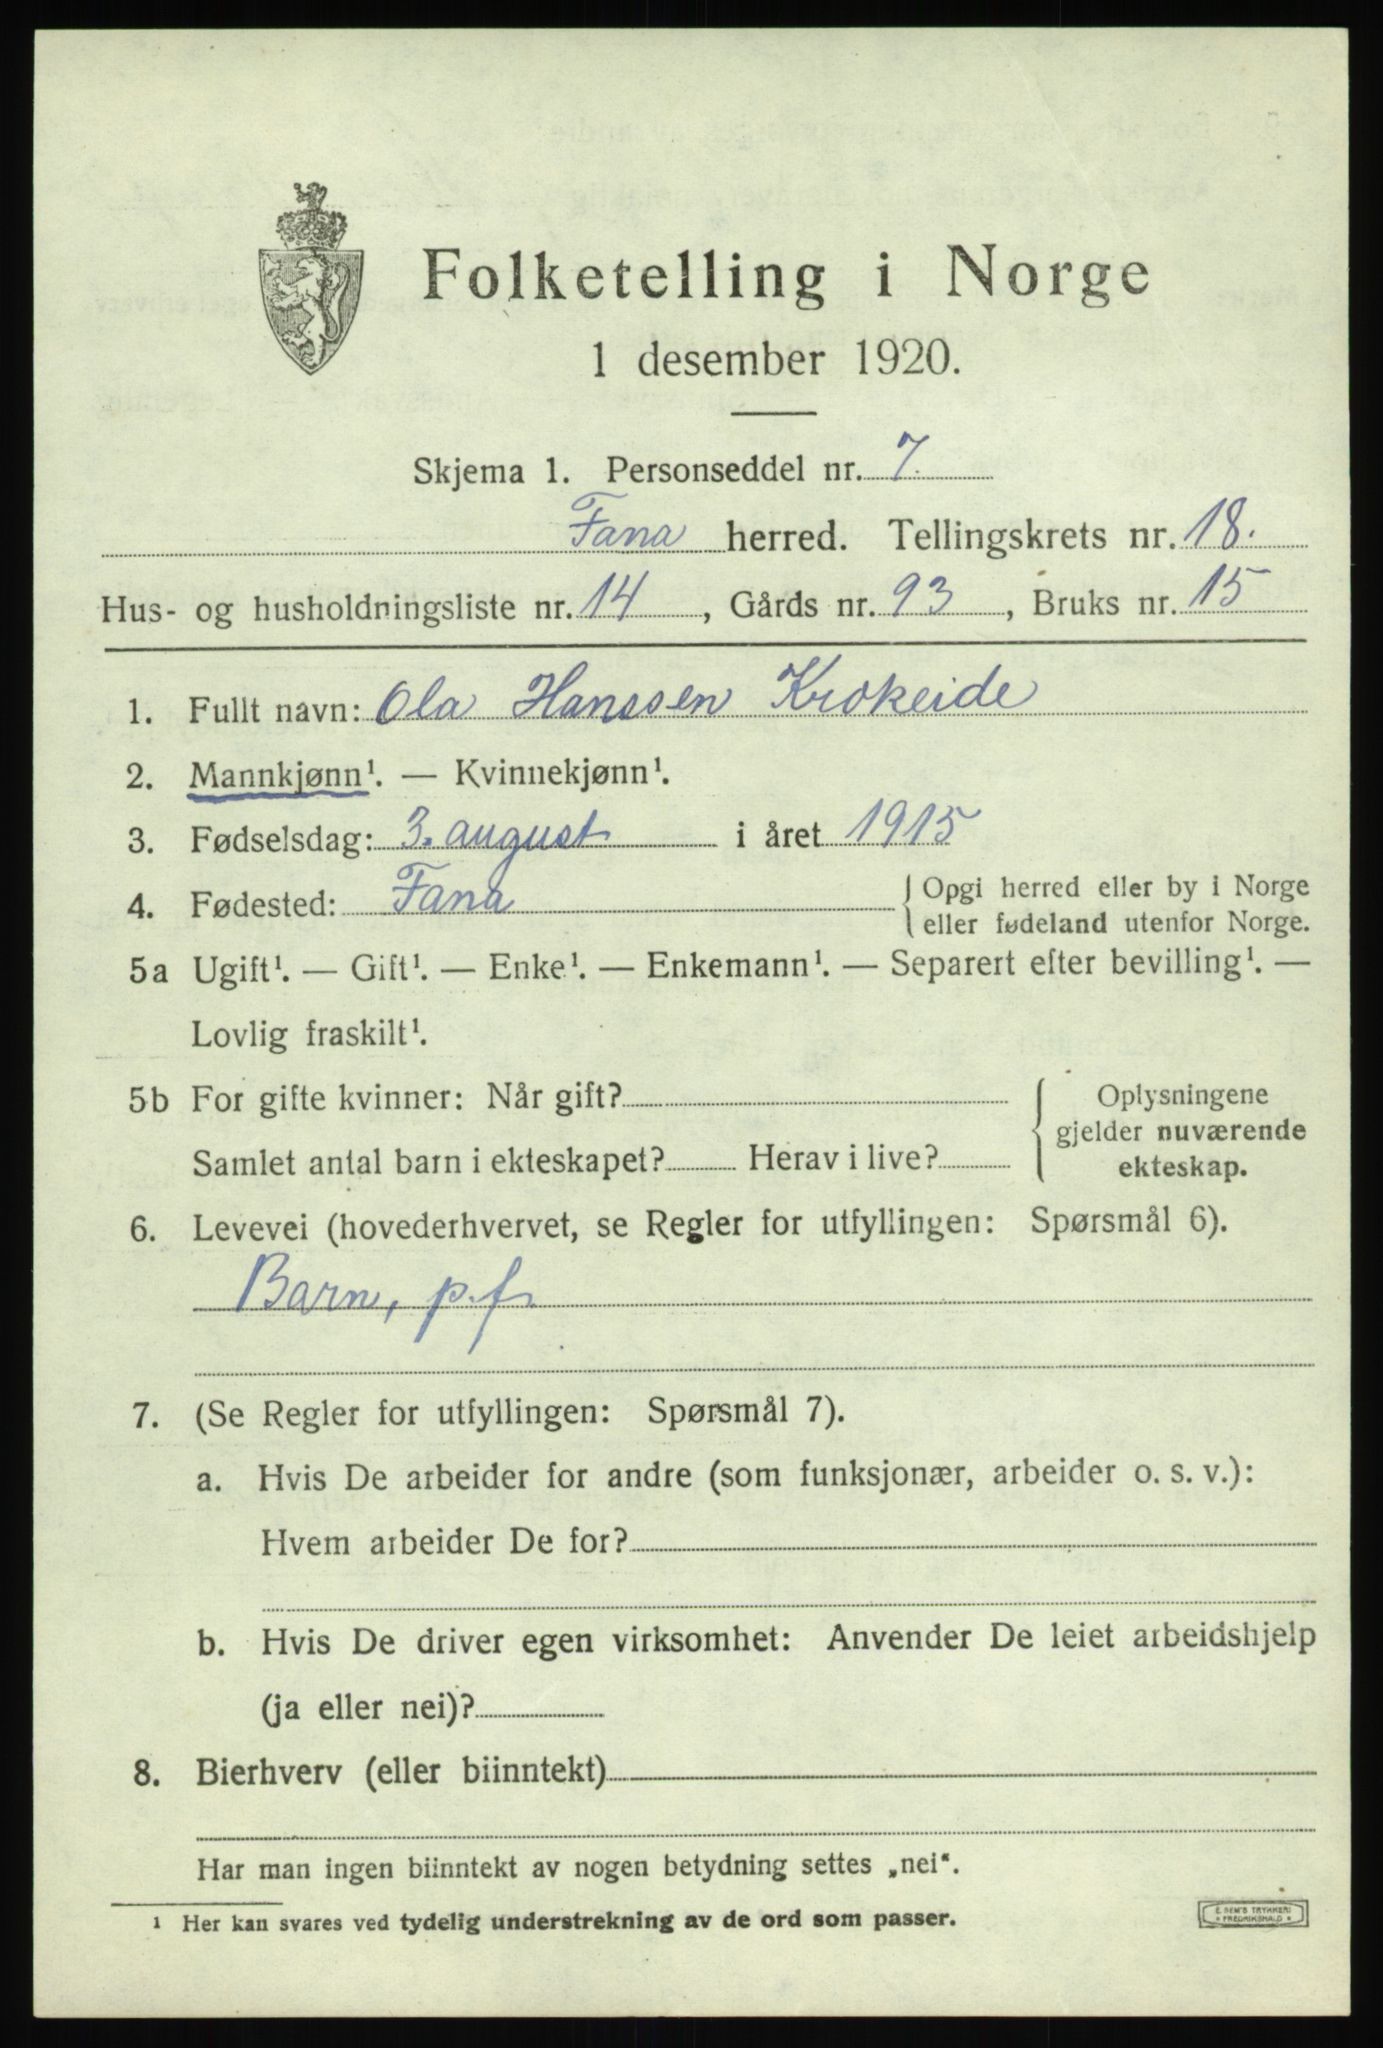 Folketelling i Norge
1 desember 1920.
Skjema 1. Personseddel nr. 7
Fana herred. Tellingskrets nr. 18.
Hus- og husholdningsliste nr. 14, Gårds nr. 93, Bruks nr. 15
1. Fullt navn: Ola Hanssen Krokeide
2. Mannkjønn¹. — Kvinnekjønn¹.
3. Fødselsdag: 3. august i året 1915
4. Fødested: Fana { Opgi herred eller by i Norge
eller fødeland utenfor Norge.
5a Ugift¹. — Gift¹. — Enke¹. — Enkemann¹. — Separert efter bevilling¹. —
Lovlig fraskilt¹.
5b For gifte kvinner: Når gift? { Oplysningene
gjelder nuværende
Samlet antal barn i ekteskapet? Herav i live? ekteskap.
6. Levevei (hovederhvervet, se Regler for utfyllingen: Spørsmål 6).
Barn, p.f.
7. (Se Regler for utfyllingen: Spørsmål 7).
a. Hvis De arbeider for andre (som funksjonær, arbeider o. s. v.):
Hvem arbeider De for?
b. Hvis De driver egen virksomhet: Anvender De leiet arbeidshjelp
(ja eller nei)?
8. Bierhverv (eller biinntekt)
Har man ingen biinntekt av nogen betydning settes „nei“.
¹ Her kan svares ved tydelig understrekning av de ord som passer.
E. SEM'S TRYKKERI
* FREDRIKSHALD *